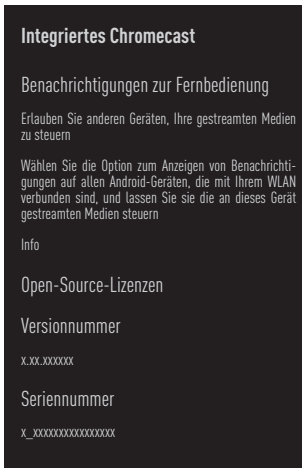 Integriertes Chromecast
Benachrichtigungen zur Fernbedienung
Erlauben Sie anderen Geräten, Ihre gestreamten Medien
zu steuern
Wählen Sie die Option zum Anzeigen von Benachrichti-
gungen auf allen Android-Geräten, die mit Ihrem WLAN
verbunden sind, und lassen Sie sie die an dieses Gerät
gestreamten Medien steuern
Info
Open-Source-Lizenzen
Versionnummer
x.xx.xxxxxx
Seriennummer
x_xxxxxxxxxxxxxxxx